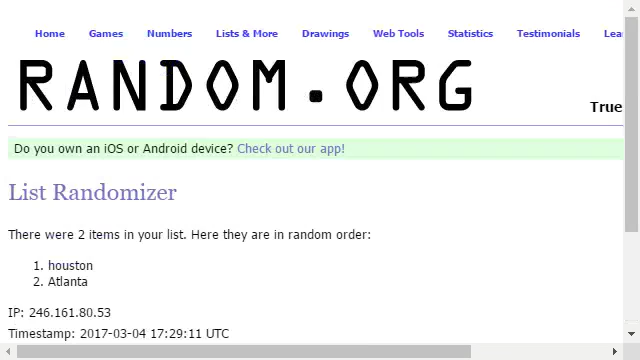 Home Games Numbers Lists & More Drawings Web Tools Statistics Testimonials
RANDOM.ORG
True
Do you own an iOS or Android device? Check out our app!
List Randomizer
There were 2 items in your list. Here they are in random order:
1. houston
2. Atlanta
IP: 246.161.80.53
Timestamp: 2017-03-04 17:29:11 UTC